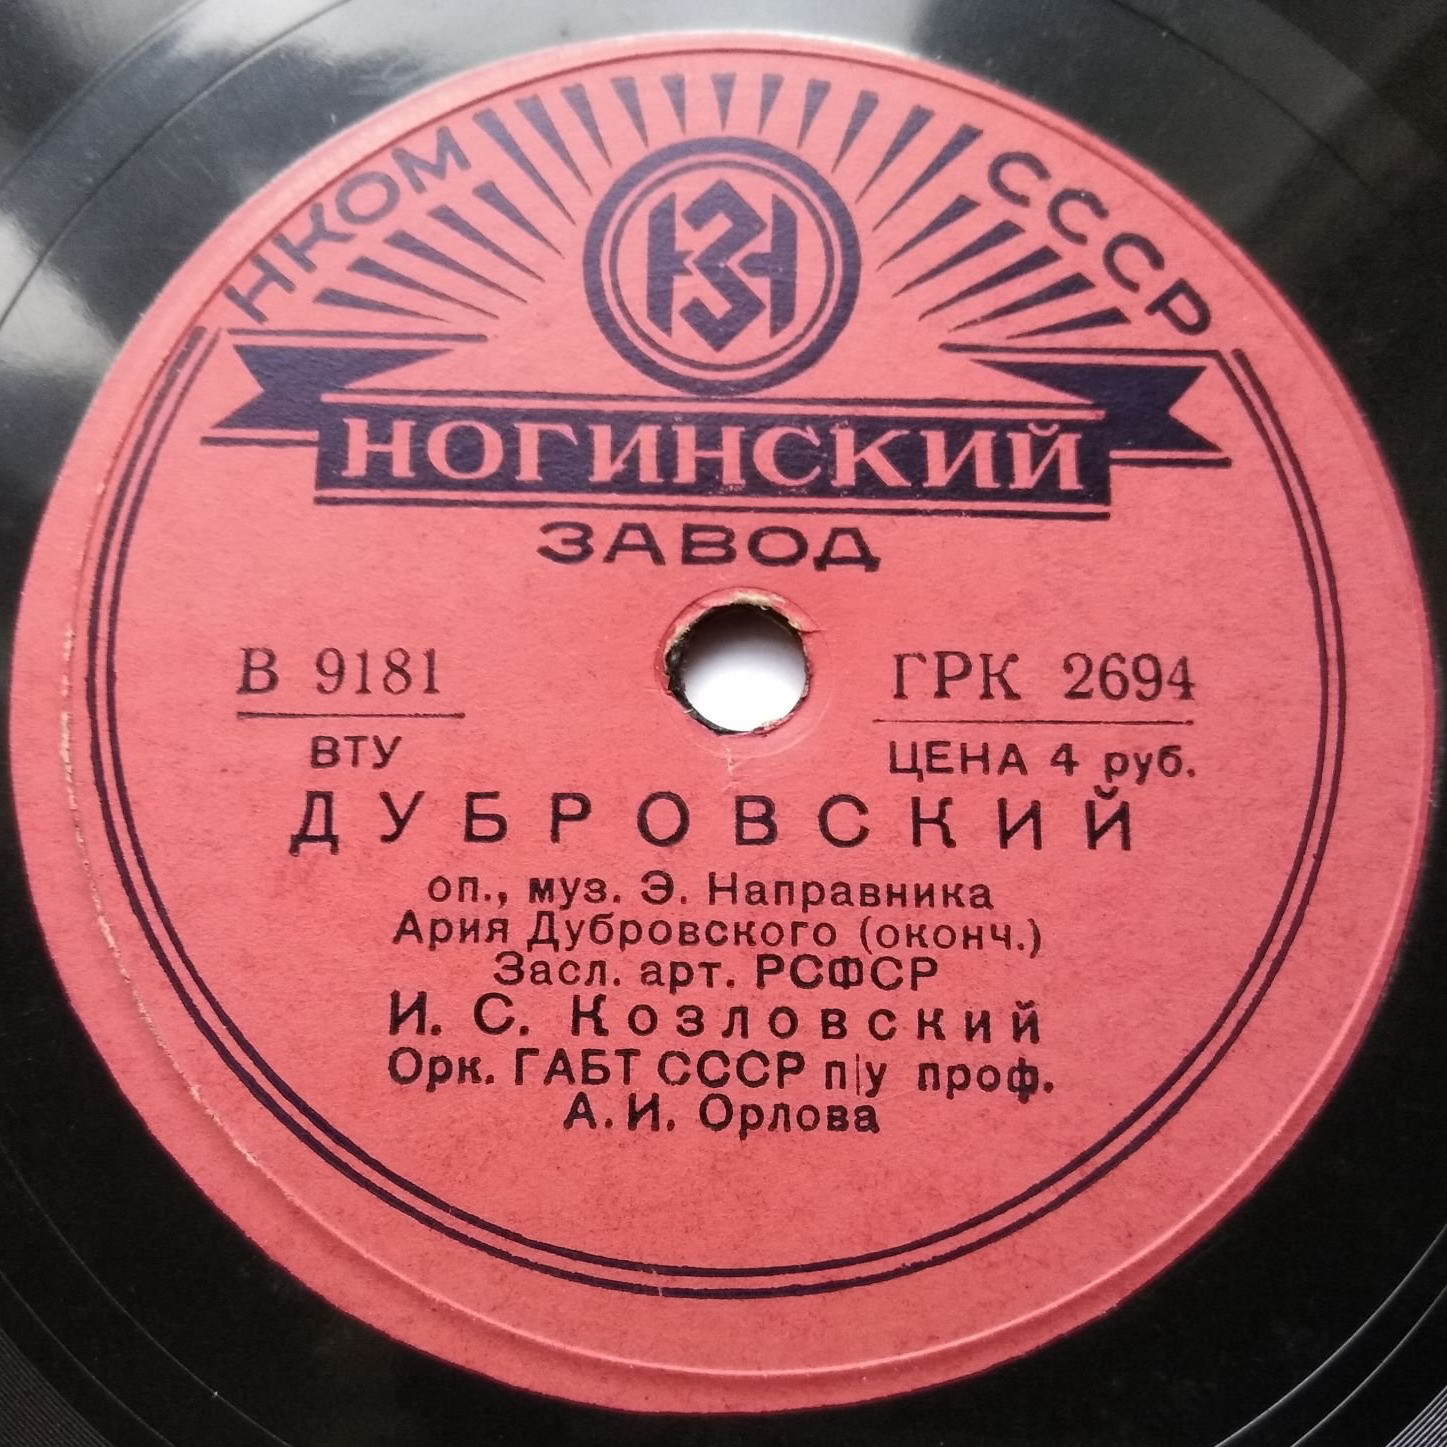 НКОМ СССР
НЗ
НОГИНСКИЙ
ЗАВОД
В 9181 ГРК 2694
ВТУ ЦЕНА 4 руб.
ДУБРОВСКИЙ
оп., муз. Э. Направника
Ария Дубровского (оконч.)
Засл. арт. РСФСР
И. С. Козловский
Орк. ГАБТ СССР п/у проф.
А. И. Орлова